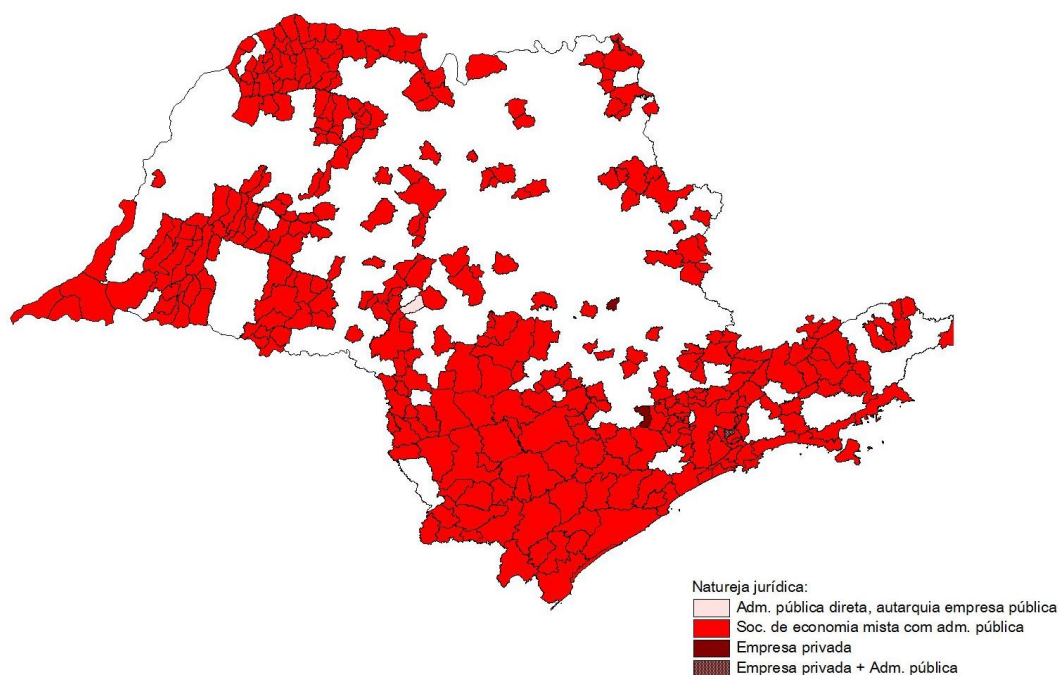 Natureja jurídica:
Adm. pública direta, autarquia empresa pública
Soc. de economia mista com adm. pública
Empresa privada
Empresa privada + Adm. pública